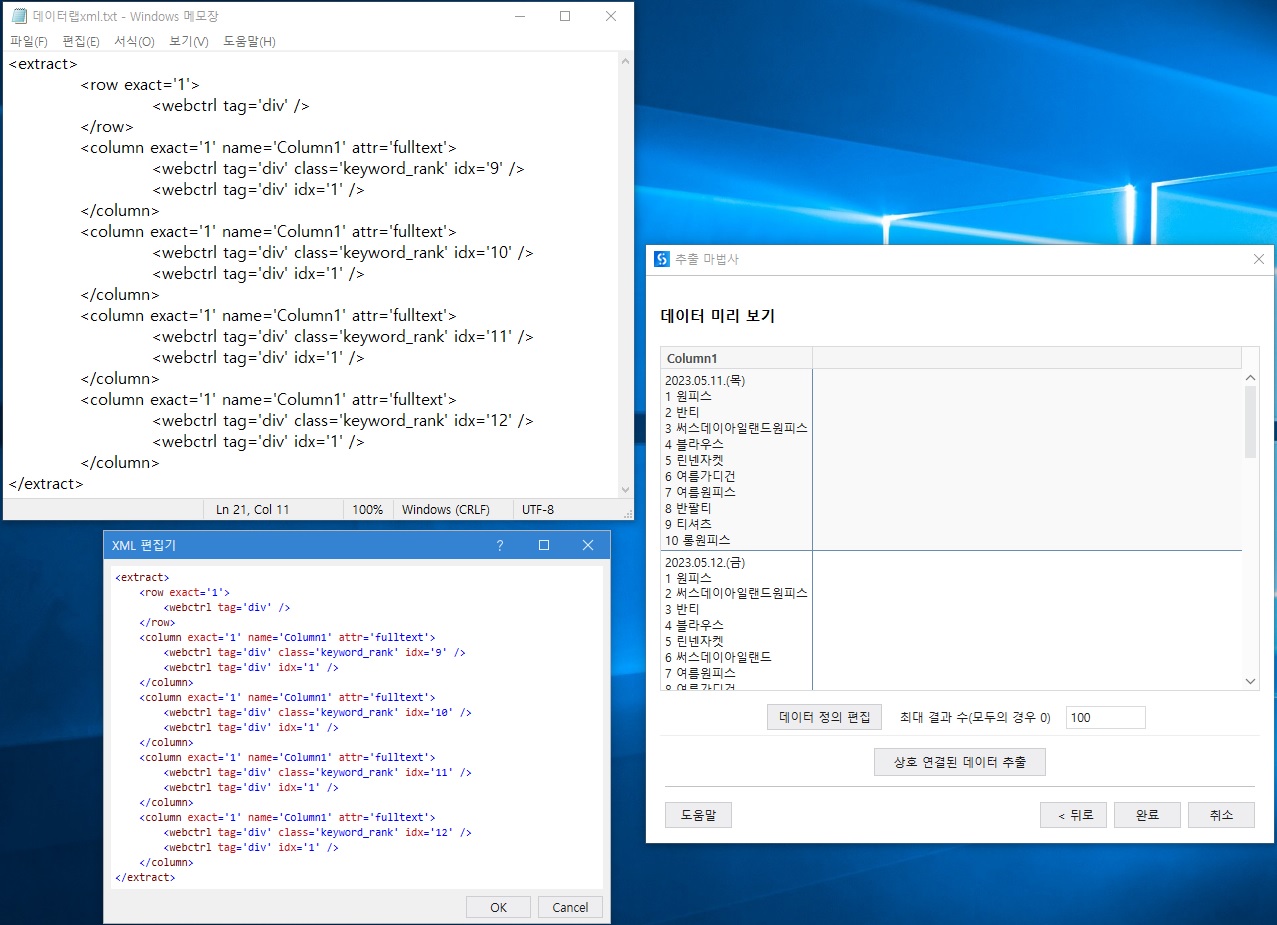 데이터랩xml.txt - Windows 메모장
파일(F) 편집(E) 서식(O) 보기(V) 도움말(H)
<extract>
<row exact='1'>
<webctrl tag='div' />
</row>
<column exact='1' name='Column1' attr='fulltext'>
<webctrl tag='div' class='keyword_rank' idx='9' />
<webctrl tag='div' idx='1' />
</column>
<column exact='1' name='Column1' attr='fulltext'>
<webctrl tag='div' class='keyword_rank' idx='10' />
<webctrl tag='div' idx='1' />
</column>
<column exact='1' name='Column1' attr='fulltext'>
<webctrl tag='div' class='keyword_rank' idx='11' />
<webctrl tag='div' idx='1' />
</column>
<column exact='1' name='Column1' attr='fulltext'>
<webctrl tag='div' class='keyword_rank' idx='12' />
<webctrl tag='div' idx='1' />
</column>
</extract>
Ln 21, Col 11 100% Windows (CRLF) UTF-8
XML 편집기 ?
<extract>
<row exact='1'>
<webctrl tag='div' />
</row>
<column exact='1' name='Column1' attr='fulltext'>
<webctrl tag='div' class='keyword_rank' idx='9' />
<webctrl tag='div' idx='1' />
</column>
<column exact='1' name='Column1' attr='fulltext'>
<webctrl tag='div' class='keyword_rank' idx='10' />
<webctrl tag='div' idx='1' />
</column>
<column exact='1' name='Column1' attr='fulltext'>
<webctrl tag='div' class='keyword_rank' idx='11' />
<webctrl tag='div' idx='1' />
</column>
<column exact='1' name='Column1' attr='fulltext'>
<webctrl tag='div' class='keyword_rank' idx='12' />
<webctrl tag='div' idx='1' />
</column>
</extract>
OK Cancel
추출 마법사
데이터 미리 보기
Column1
2023.05.11.(목)
1 원피스
2 반티
3 써스데이아일랜드원피스
4 블라우스
5 린넨자켓
6 여름가디건
7 여름원피스
8 반팔티
9 티셔츠
10 롱원피스
2023.05.12.(금)
1 원피스
2 써스데이아일랜드원피스
3 반티
4 블라우스
5 린넨자켓
6 써스데이아일랜드
7 여름원피스
8 여름가디건
데이터 정의 편집 최대 결과 수(모두의 경우 0) 100
상호 연결된 데이터 추출
도움말 < 뒤로 완료 취소